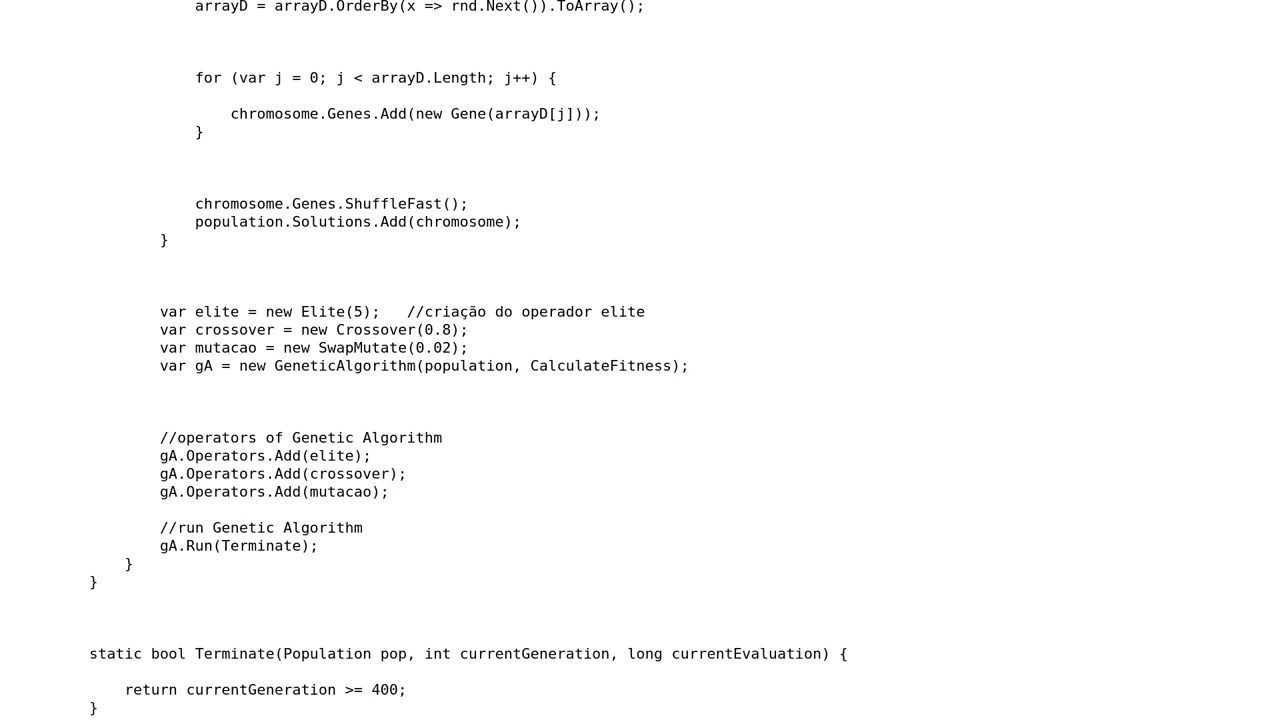 arrayD = arrayD.OrderBy(x => rnd.Next()).ToArray();
for (var j = 0; j < arrayD.Length; j++) {
chromosome.Genes.Add(new Gene(arrayD[j]));
}
chromosome.Genes.ShuffleFast();
population.Solutions.Add(chromosome);
}
var elite = new Elite(5);   //criação do operador elite
var crossover = new Crossover(0.8);
var mutacao = new SwapMutate(0.02);
var gA = new GeneticAlgorithm(population, CalculateFitness);
//operators of Genetic Algorithm
gA.Operators.Add(elite);
gA.Operators.Add(crossover);
gA.Operators.Add(mutacao);
//run Genetic Algorithm
gA.Run(Terminate);
}
}
static bool Terminate(Population pop, int currentGeneration, long currentEvaluation) {
return currentGeneration >= 400;
}